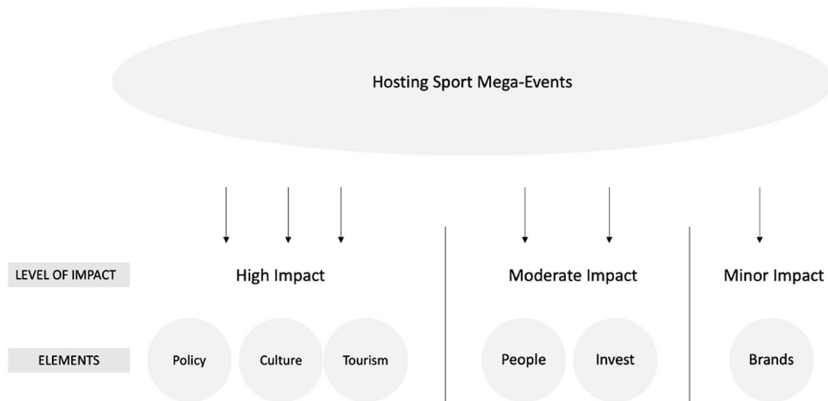 Hosting Sport Mega-Events
LEVEL OF IMPACT
High Impact
Moderate Impact
Minor Impact
ELEMENTS
Policy
Culture
Tourism
People
Invest
Brands